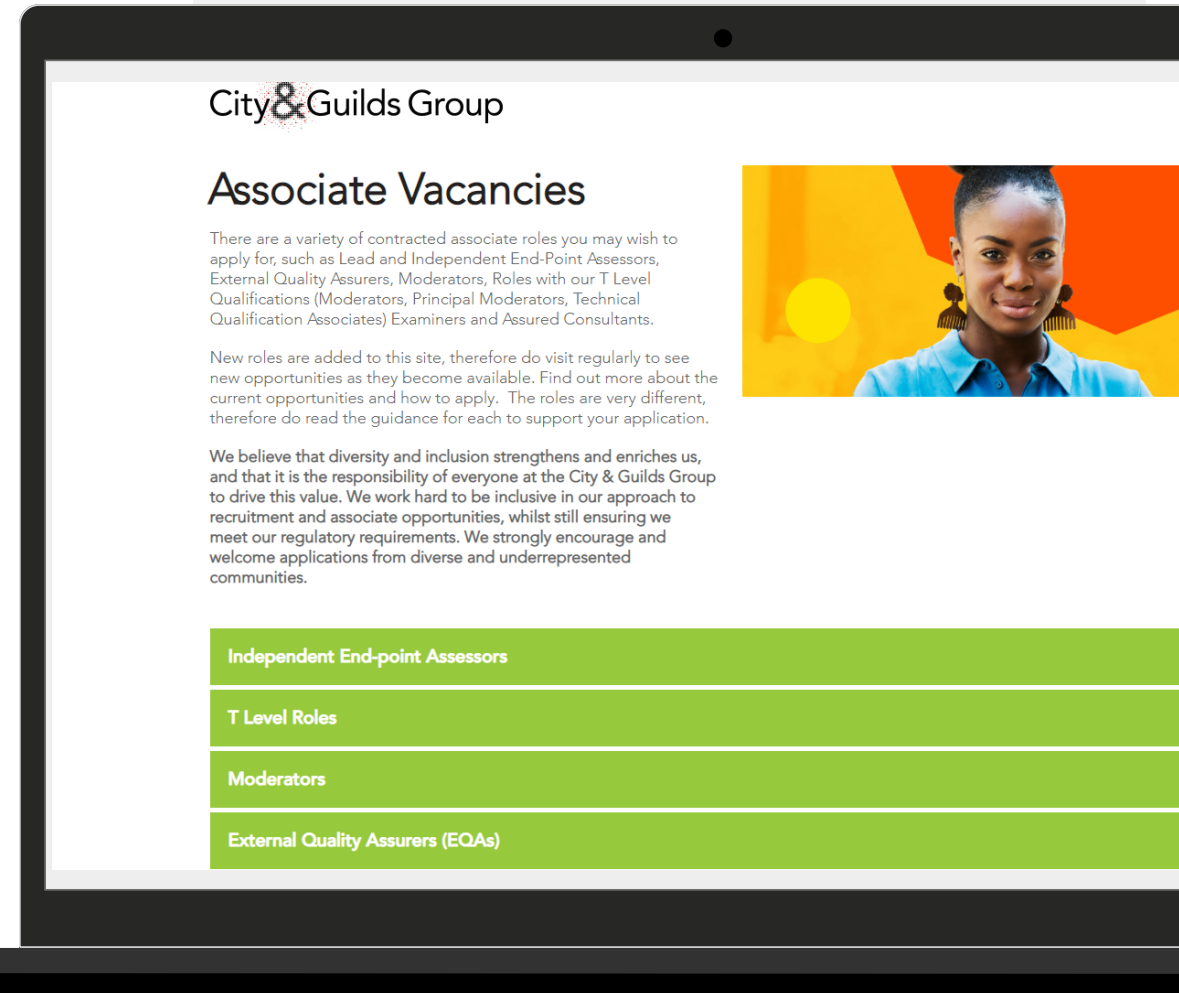 City&Guilds Group
Associate Vacancies
There are a variety of contracted associate roles you may wish to
apply for, such as Lead and Independent End-Point Assessors,
External Quality Assurers, Moderators, Roles with our T Level
Qualifications (Moderators, Principal Moderators, Technical
Qualification Associates) Examiners and Assured Consultants.
New roles are added to this site, therefore do visit regularly to see
new opportunities as they become available. Find out more about the
current opportunities and how to apply.  The roles are very different,
therefore do read the guidance for each to support your application.
We believe that diversity and inclusion strengthens and enriches us,
and that it is the responsibility of everyone at the City & Guilds Group
to drive this value. We work hard to be inclusive in our approach to
recruitment and associate opportunities, whilst still ensuring we
meet our regulatory requirements. We strongly encourage and
welcome applications from diverse and underrepresented
communities.
Independent End-point Assessors
T Level Roles
Moderators
External Quality Assurers (EQAs)